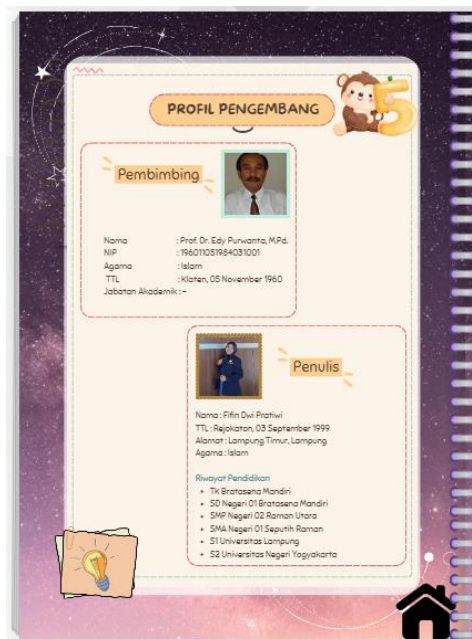 PROFIL PENGEMBANG
5
Pembimbing
Nama : Prof. Dr. Edy Purwanta, M.Pd.
NIP : 196011051984031001
Agama : Islam
TTL : Klaten, 05 November 1960
Jabatan Akademik : -
Penulis
Nama : Fifin Dwi Pratiwi
TTL : Rejokaton, 03 September 1999
Alamat : Lampung Timur, Lampung
Agama : Islam
Riwayat Pendidikan
• TK Bratasena Mandiri
• SD Negeri 01 Bratasena Mandiri
• SMP Negeri 02 Raman Utara
• SMA Negeri 01 Seputih Raman
• S1 Universitas Lampung
• S2 Universitas Negeri Yogyakarta